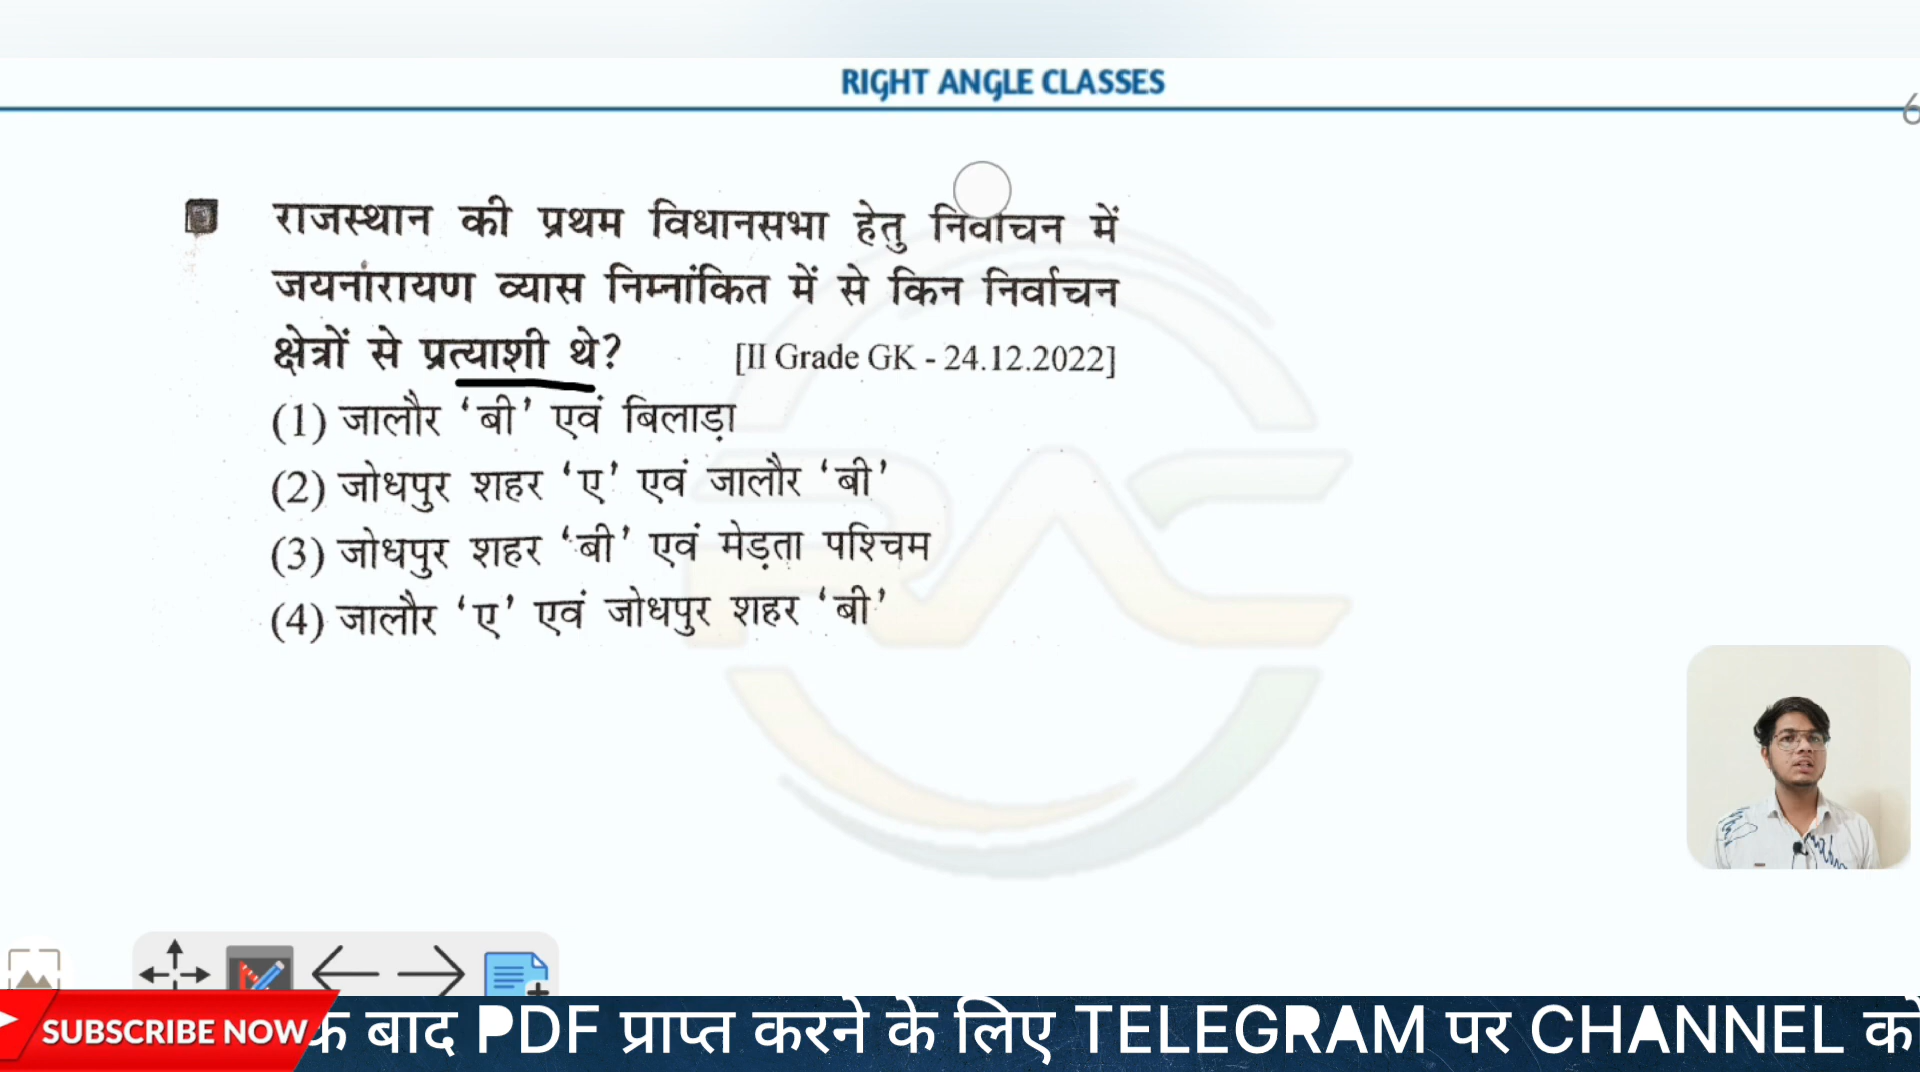 RIGHT ANGLE CLASSES
6
राजस्थान की प्रथम विधानसभा हेतु निर्वाचन में
जयनारायण व्यास निम्नांकित में से किन निर्वाचन
क्षेत्रों से प्रत्याशी थे? [II Grade GK - 24.12.2022]
(1) जालौर ‘बी’ एवं बिलाड़ा
(2) जोधपुर शहर ‘ए’ एवं जालौर ‘बी’
(3) जोधपुर शहर ‘बी’ एवं मेड़ता पश्चिम
(4) जालौर ‘ए’ एवं जोधपुर शहर ‘बी’
RAC
SUBSCRIBE NOW
के बाद PDF प्राप्त करने के लिए TELEGRAM पर CHANNEL को